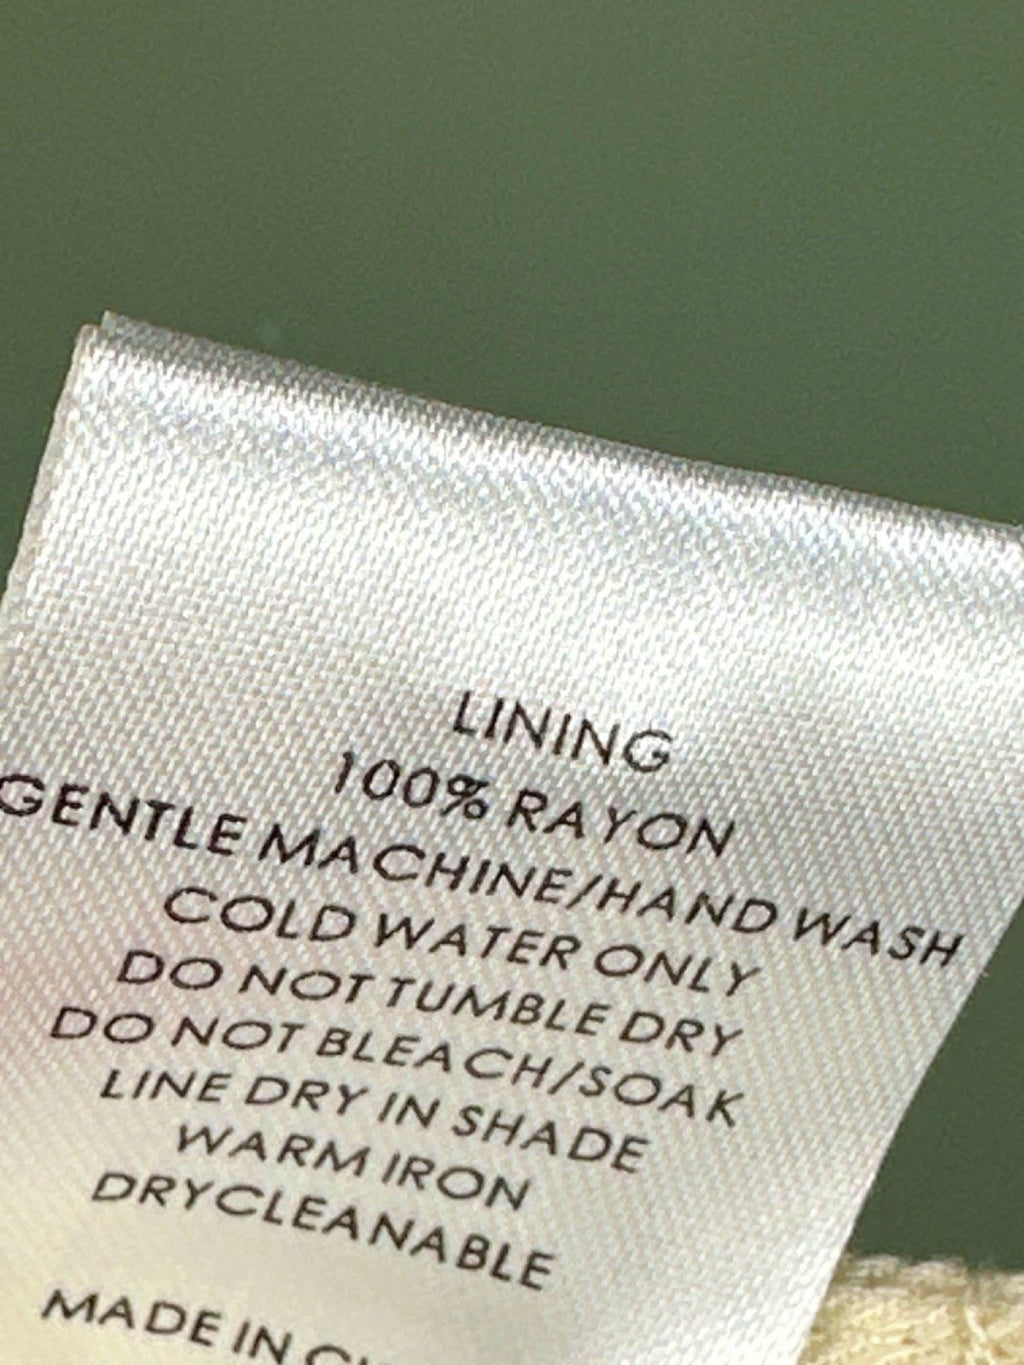 LINING
100% RAYON
GENTLE MACHINE/HAND WASH
COLD WATER ONLY
DO NOT TUMBLE DRY
DO NOT BLEACH/SOAK
LINE DRY IN SHADE
WARM IRON
DRYCLEANABLE
MADE IN